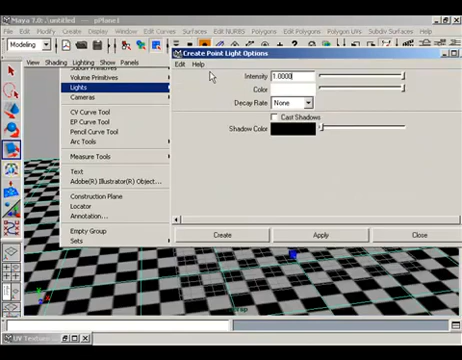 Maya 7.0: \untitled --- pPlane1
File Edit Modify Create Display Window Edit Curves Surfaces Edit NURBS Polygons Edit Polygons Subdiv Surfaces
Modeling
View Shading Lighting Show Panels
Create Point Light Options
Edit Help
Subdiv Primitives
Volume Primitives
Lights
Cameras
CV Curve Tool
EP Curve Tool
Pencil Curve Tool
Arc Tools
Measure Tools
Text
Adobe(R) Illustrator(R) Object...
Construction Plane
Locator
Annotation...
Empty Group
Sets
Intensity 1.0000
Color
Decay Rate None
Cast Shadows
Shadow Color
Create Apply Close
persp
UV Texture